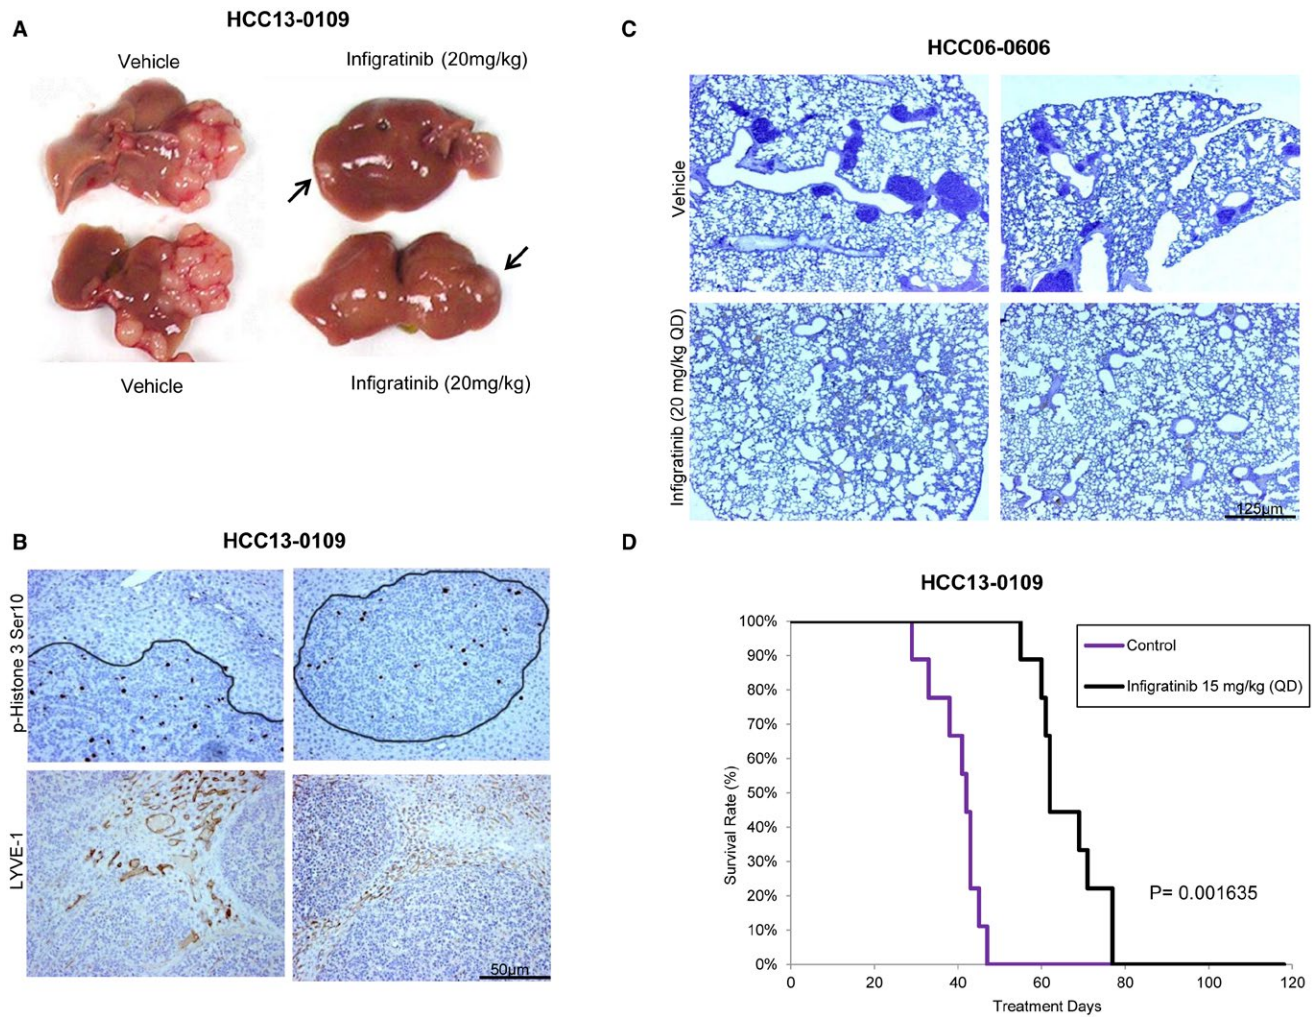 A
HCC13-0109
Vehicle
Infigratinib (20mg/kg)
Vehicle
Infigratinib (20mg/kg)
B
HCC13-0109
p-Histone 3 Ser10
LYVE-1
50μm
C
HCC06-0606
Vehicle
Infigratinib (20 mg/kg QD)
125μm
D
HCC13-0109
Survival Rate (%)
100%
90%
80%
70%
60%
50%
40%
30%
20%
10%
0%
Control
Infigratinib 15 mg/kg (QD)
P= 0.001635
0 20 40 60 80 100 120
Treatment Days